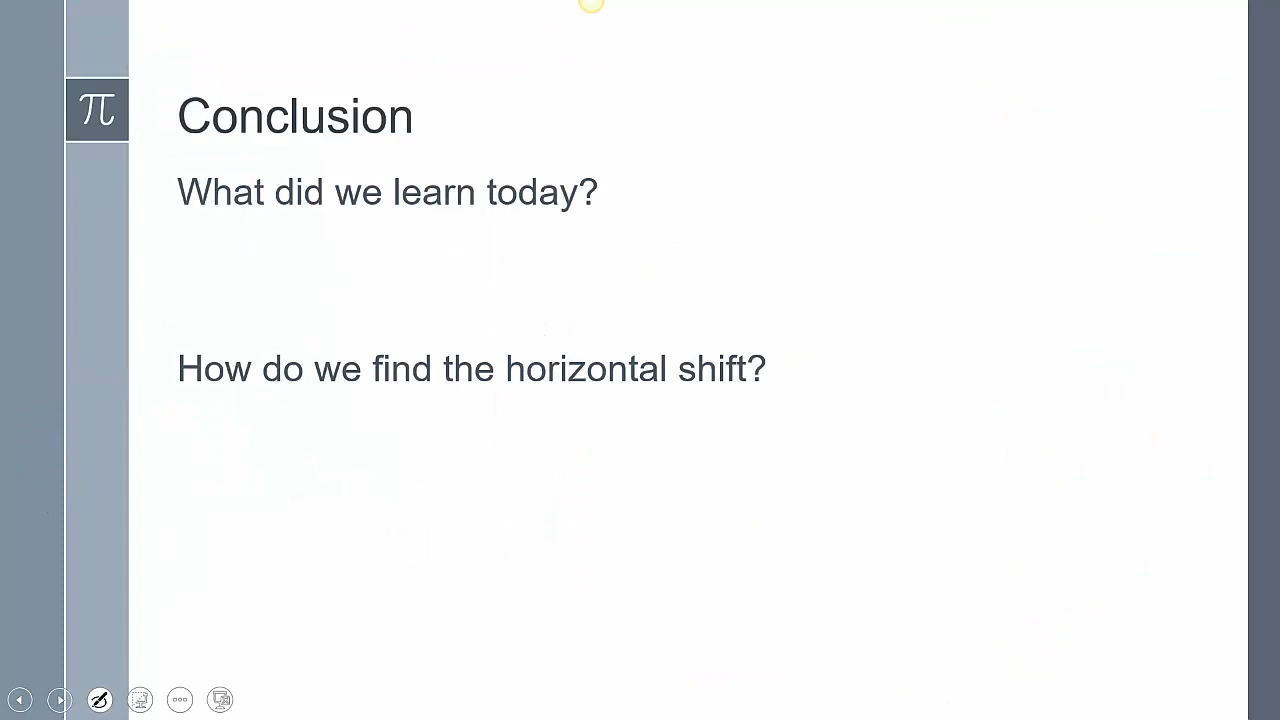 π
Conclusion
What did we learn today?
How do we find the horizontal shift?